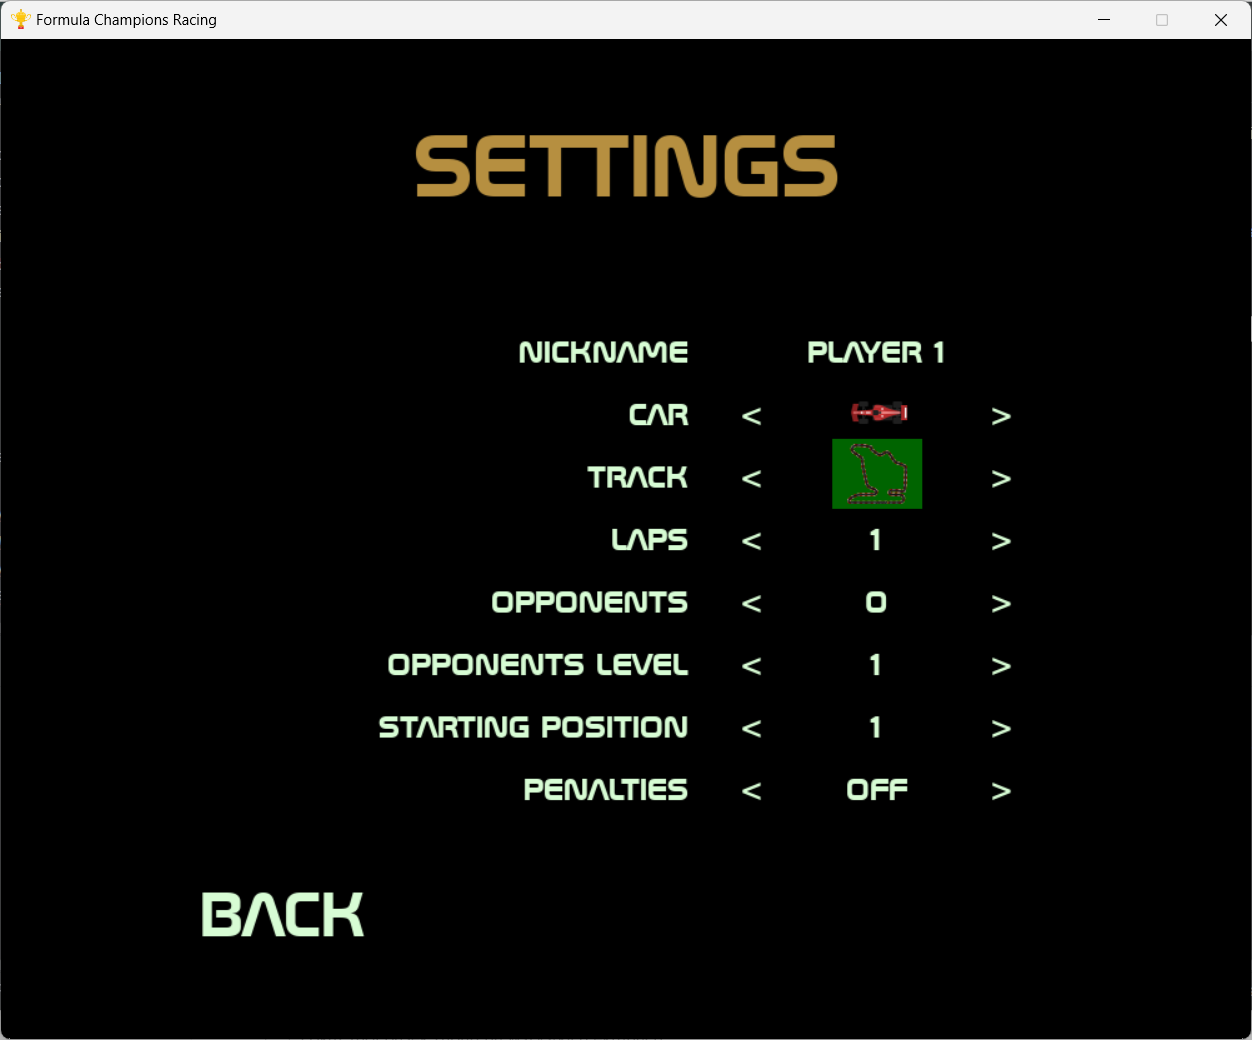 Formula Champions Racing
SETTINGS
NICKNAME PLAYER 1
CAR < >
TRACK < >
LAPS < 1 >
OPPONENTS < 0 >
OPPONENTS LEVEL < 1 >
STARTING POSITION < 1 >
PENALTIES < OFF >
BACK